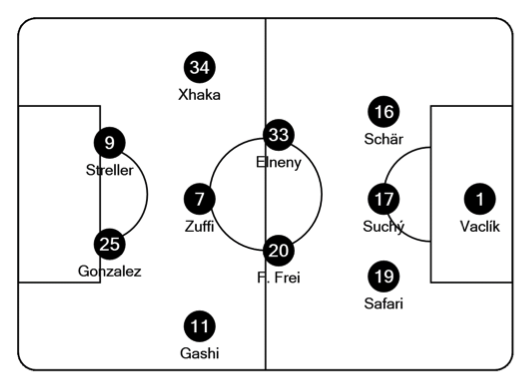 34
Xhaka
9
Streller
33
Elneny
16
Schär
7
Zuffi
17
Suchý
1
Vaclík
25
Gonzalez
20
F. Frei
19
Safari
11
Gashi